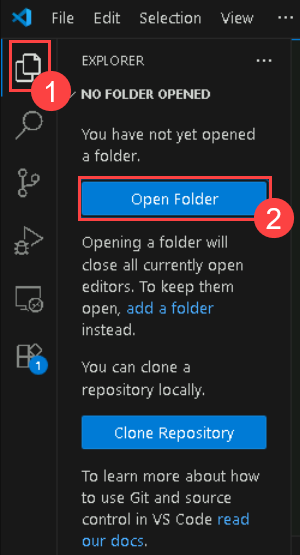 File Edit Selection View ···
EXPLORER ···
1
NO FOLDER OPENED
You have not yet opened
a folder.
Open Folder
2
Opening a folder will
close all currently open
editors. To keep them
open, add a folder
instead.
You can clone a
repository locally.
1
Clone Repository
To learn more about how
to use Git and source
control in VS Code read
our docs.